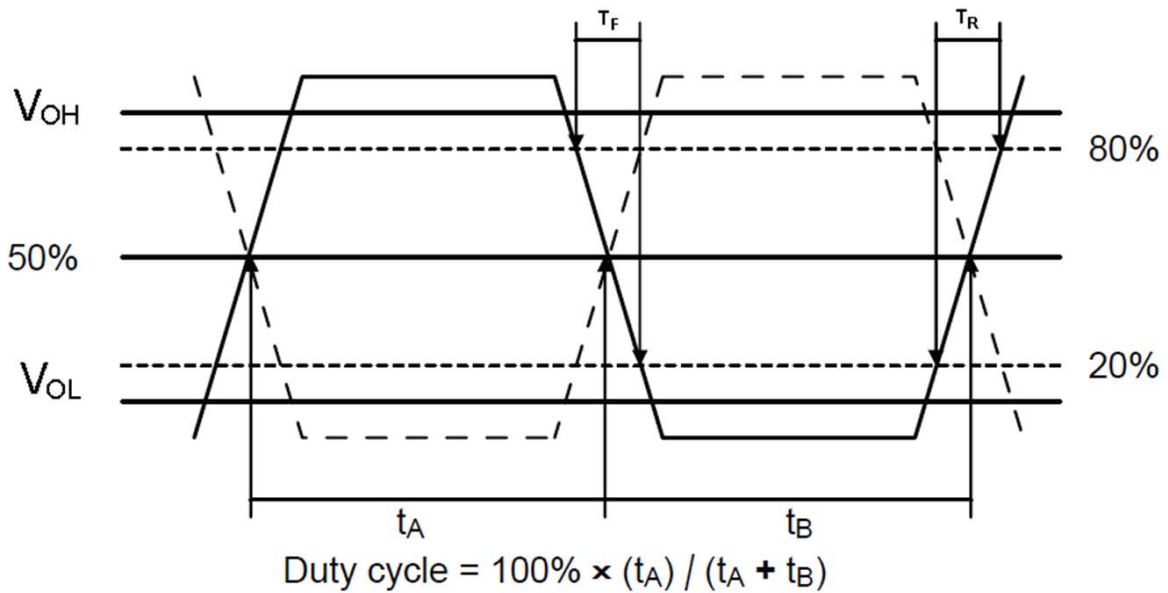 T_F T_R
V_OH
80%
50%
20%
V_OL
t_A t_B
Duty cycle = 100% × (t_A) / (t_A + t_B)